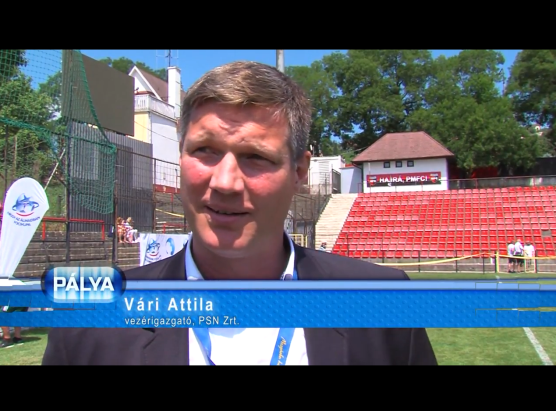 HAJRÁ, PMFC!
PÁLYA
Vári Attila
vezérigazgató, PSN Zrt.